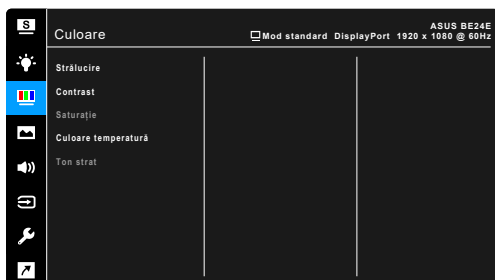 S
ASUS BE24E
Culoare
Mod standard DisplayPort 1920 x 1080 @ 60Hz
Strălucire
Contrast
Saturație
Culoare temperatură
Ton strat